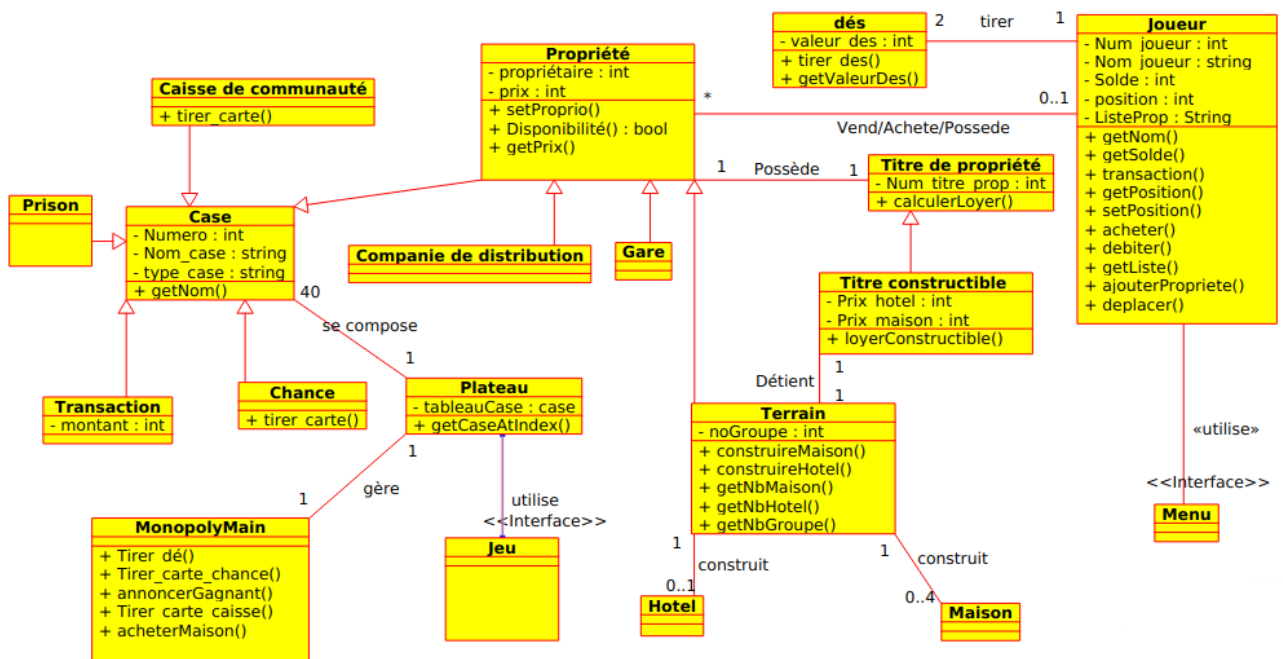 dés
- valeur_des : int
+ tirer_des()
+ getValeurDes()
2
tirer
1
Joueur
- Num_joueur : int
- Nom_joueur : string
- Solde : int
- position : int
- ListeProp : String
+ getNom()
+ getSolde()
+ transaction()
+ getPosition()
+ setPosition()
+ acheter()
+ debiter()
+ getListe()
+ ajouterPropriete()
+ deplacer()
Propriété
- propriétaire : int
- prix : int
+ setProprio()
+ Disponibilité() : bool
+ getPrix()
*
0..1
Vend/Achete/Possede
Caisse de communauté
+ tirer_carte()
1
Possède
1
Titre de propriété
- Num_titre_prop : int
+ calculerLoyer()
Prison
Case
- Numero : int
- Nom_case : string
- type_case : string
+ getNom()
Companie de distribution
Gare
Titre constructible
- Prix_hotel : int
- Prix_maison : int
+ loyerConstructible()
40
se compose
1
1
Détient
1
Transaction
- montant : int
Chance
+ tirer_carte()
Plateau
- tableauCase : case
+ getCaseAtIndex()
Terrain
- noGroupe : int
+ construireMaison()
+ construireHotel()
+ getNbMaison()
+ getNbHotel()
+ getNbGroupe()
«utilise»
<<Interface>>
Menu
1
gère
1
utilise
<<Interface>>
Jeu
MonopolyMain
+ Tirer_dé()
+ Tirer_carte_chance()
+ annoncerGagnant()
+ Tirer_carte_caisse()
+ acheterMaison()
1
construit
0..1
Hotel
1
construit
0..4
Maison